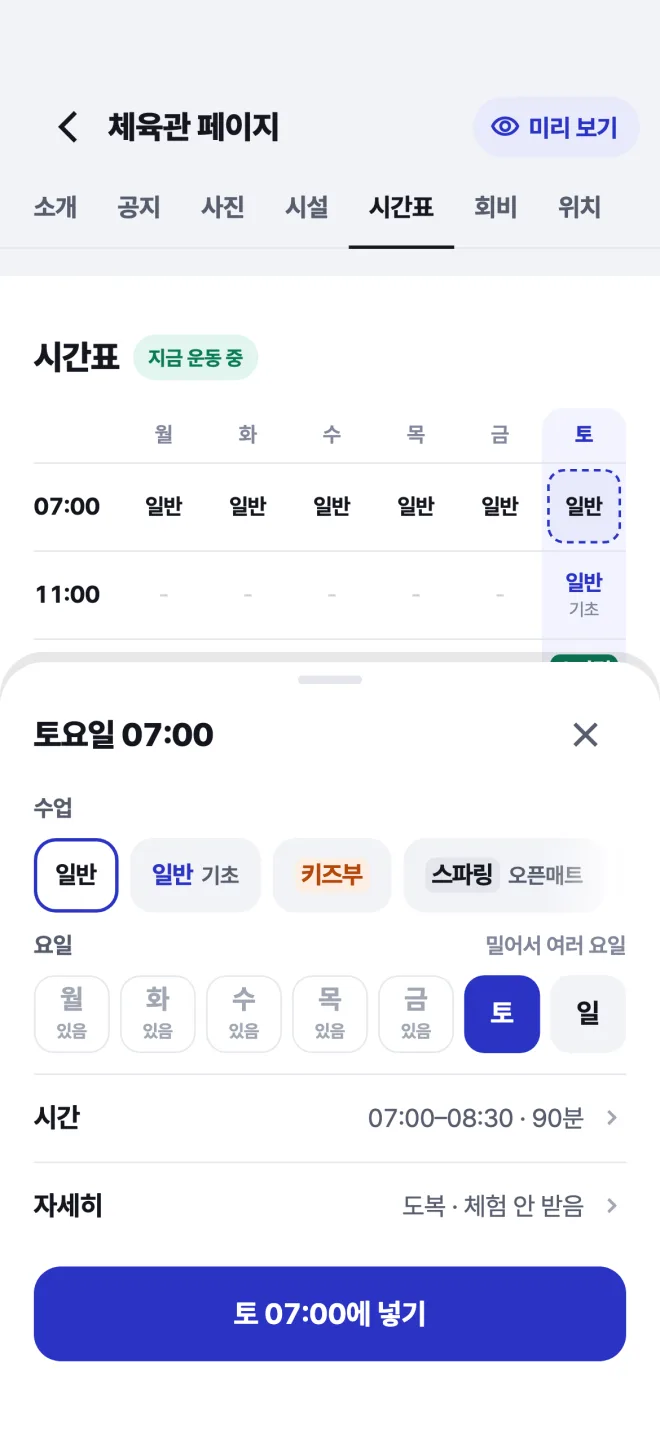 체육관 페이지
미리 보기
소개 공지 사진 시설 시간표 회비 위치
시간표 지금 운동 중
월 화 수 목 금 토
07:00 일반 일반 일반 일반 일반 일반
11:00 - - - - - 일반
기초
토요일 07:00
수업
일반 일반 기초 키즈부 스파링 오픈매트
요일 밀어서 여러 요일
월 화 수 목 금 토 일
있음 있음 있음 있음 있음
시간 07:00–08:30 · 90분
자세히 도복 · 체험 안 받음
토 07:00에 넣기